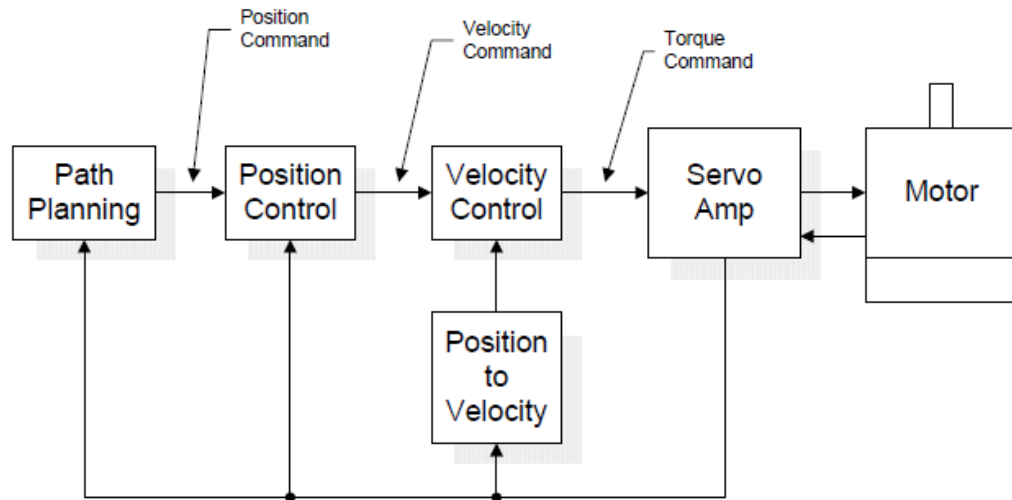 Position
Command
Velocity
Command
Torque
Command
Path
Planning
Position
Control
Velocity
Control
Servo
Amp
Motor
Position
to
Velocity